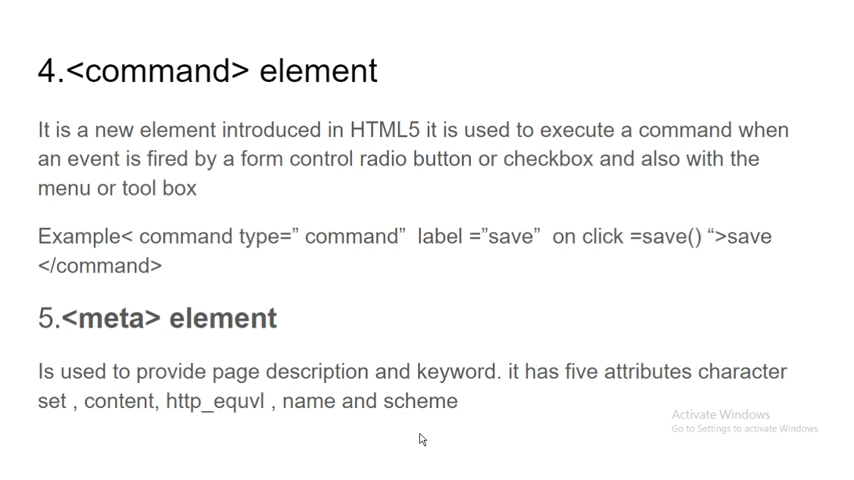 4.<command> element
It is a new element introduced in HTML5 it is used to execute a command when
an event is fired by a form control radio button or checkbox and also with the
menu or tool box
Example< command type=” command”  label =”save”  on click =save() “>save
</command>
5.<meta> element
Is used to provide page description and keyword. it has five attributes character
set , content, http_equvl , name and scheme
Activate Windows
Go to Settings to activate Windows.